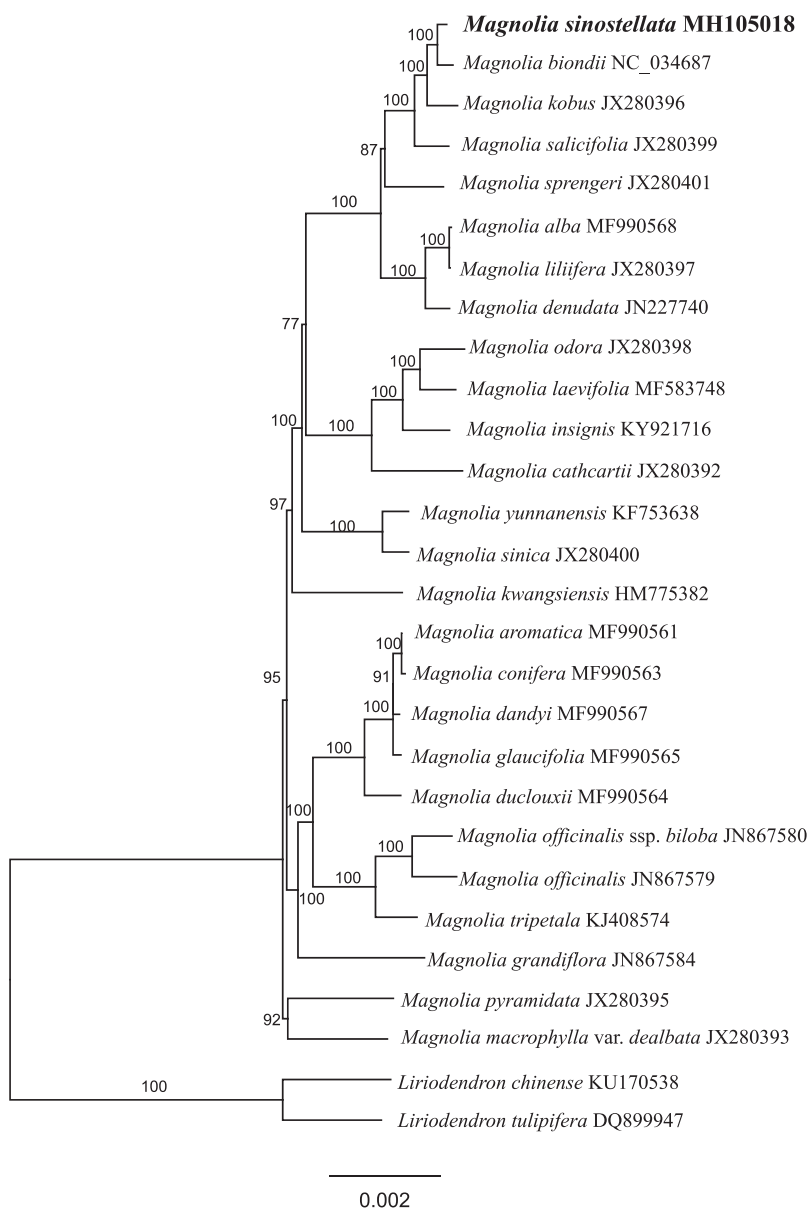 100 Magnolia sinostellata MH105018
100 Magnolia biondii NC_034687
100 Magnolia kobus JX280396
87 Magnolia salicifolia JX280399
Magnolia sprengeri JX280401
100
100 Magnolia alba MF990568
100 Magnolia liliifera JX280397
Magnolia denudata JN227740
77
100 Magnolia odora JX280398
100 Magnolia laevifolia MF583748
100 Magnolia insignis KY921716
100
Magnolia cathcartii JX280392
97 Magnolia yunnanensis KF753638
100
Magnolia sinica JX280400
Magnolia kwangsiensis HM775382
100 Magnolia aromatica MF990561
91 Magnolia conifera MF990563
95
100 Magnolia dandyi MF990567
100 Magnolia glaucifolia MF990565
Magnolia duclouxii MF990564
100
100 Magnolia officinalis ssp. biloba JN867580
100 Magnolia officinalis JN867579
100
Magnolia tripetala KJ408574
Magnolia grandiflora JN867584
Magnolia pyramidata JX280395
92
Magnolia macrophylla var. dealbata JX280393
100 Liriodendron chinense KU170538
Liriodendron tulipifera DQ899947
0.002